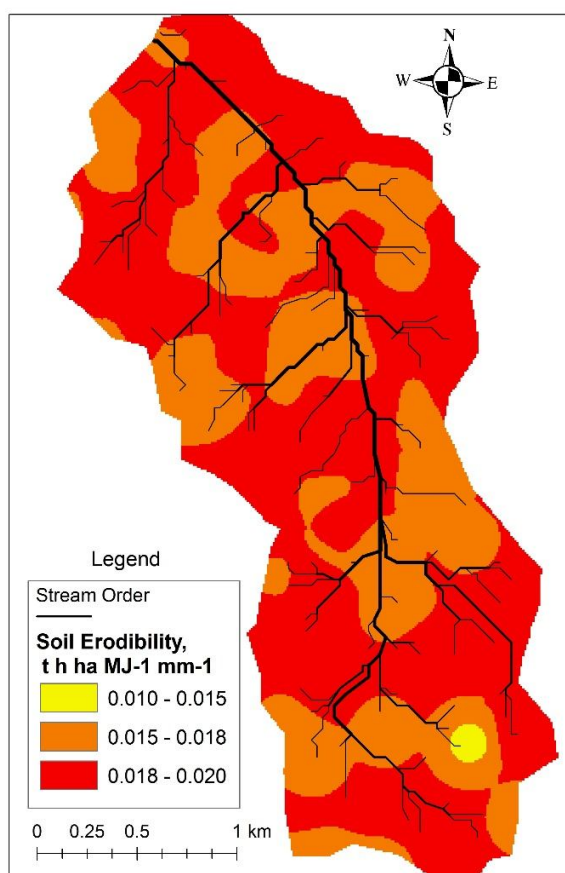 N
W E
S
Legend
Stream Order
Soil Erodibility,
t h ha MJ-1 mm-1
0.010 - 0.015
0.015 - 0.018
0.018 - 0.020
0 0.25 0.5 1 km